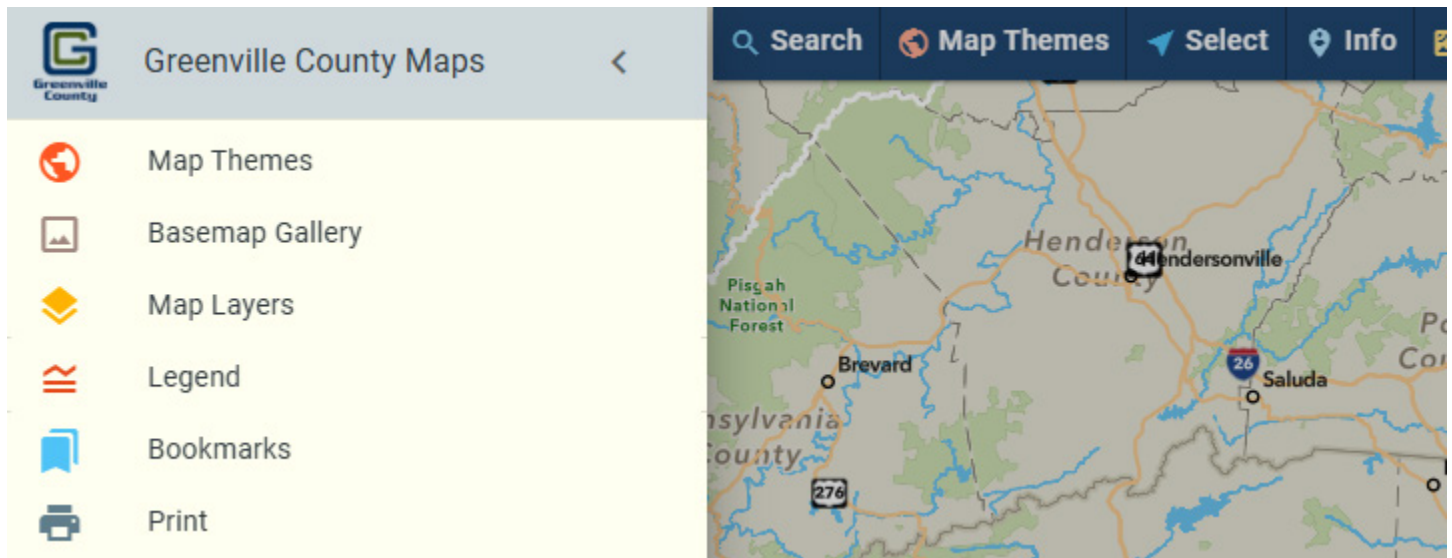 Greenville
County
Greenville County Maps
Map Themes
Basemap Gallery
Map Layers
Legend
Bookmarks
Print
Search
Map Themes
Select
Info
Henderson
County
64
Hendersonville
Pisgah
National
Forest
Brevard
26
Saluda
nsylvania
County
276